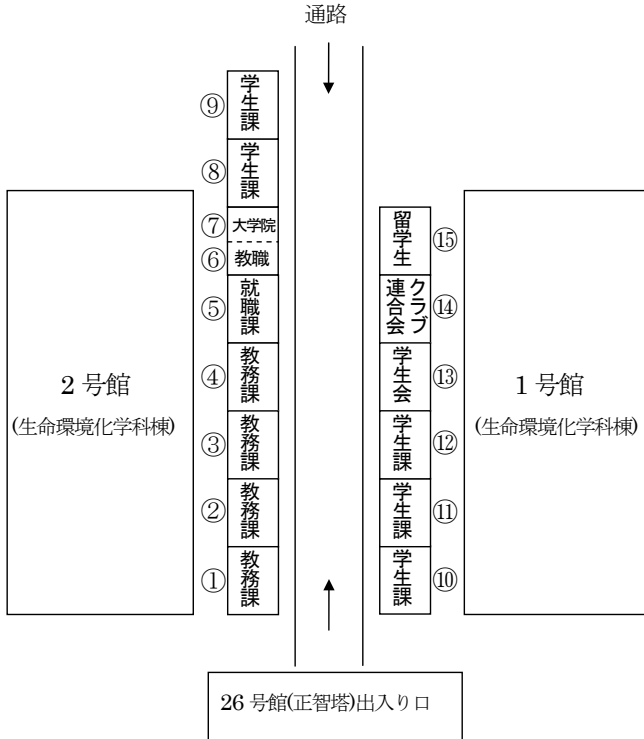 通路
⑨
学生課
⑧
学生課
⑦
大学院
⑥
教職
⑤
就職課
④
教務課
③
教務課
②
教務課
①
教務課
留学生
⑮
クラブ
連合会
⑭
学生会
⑬
学生課
⑫
学生課
⑪
学生課
⑩
2 号館
(生命環境化学科棟)
1 号館
(生命環境化学科棟)
26 号館(正智塔)出入り口